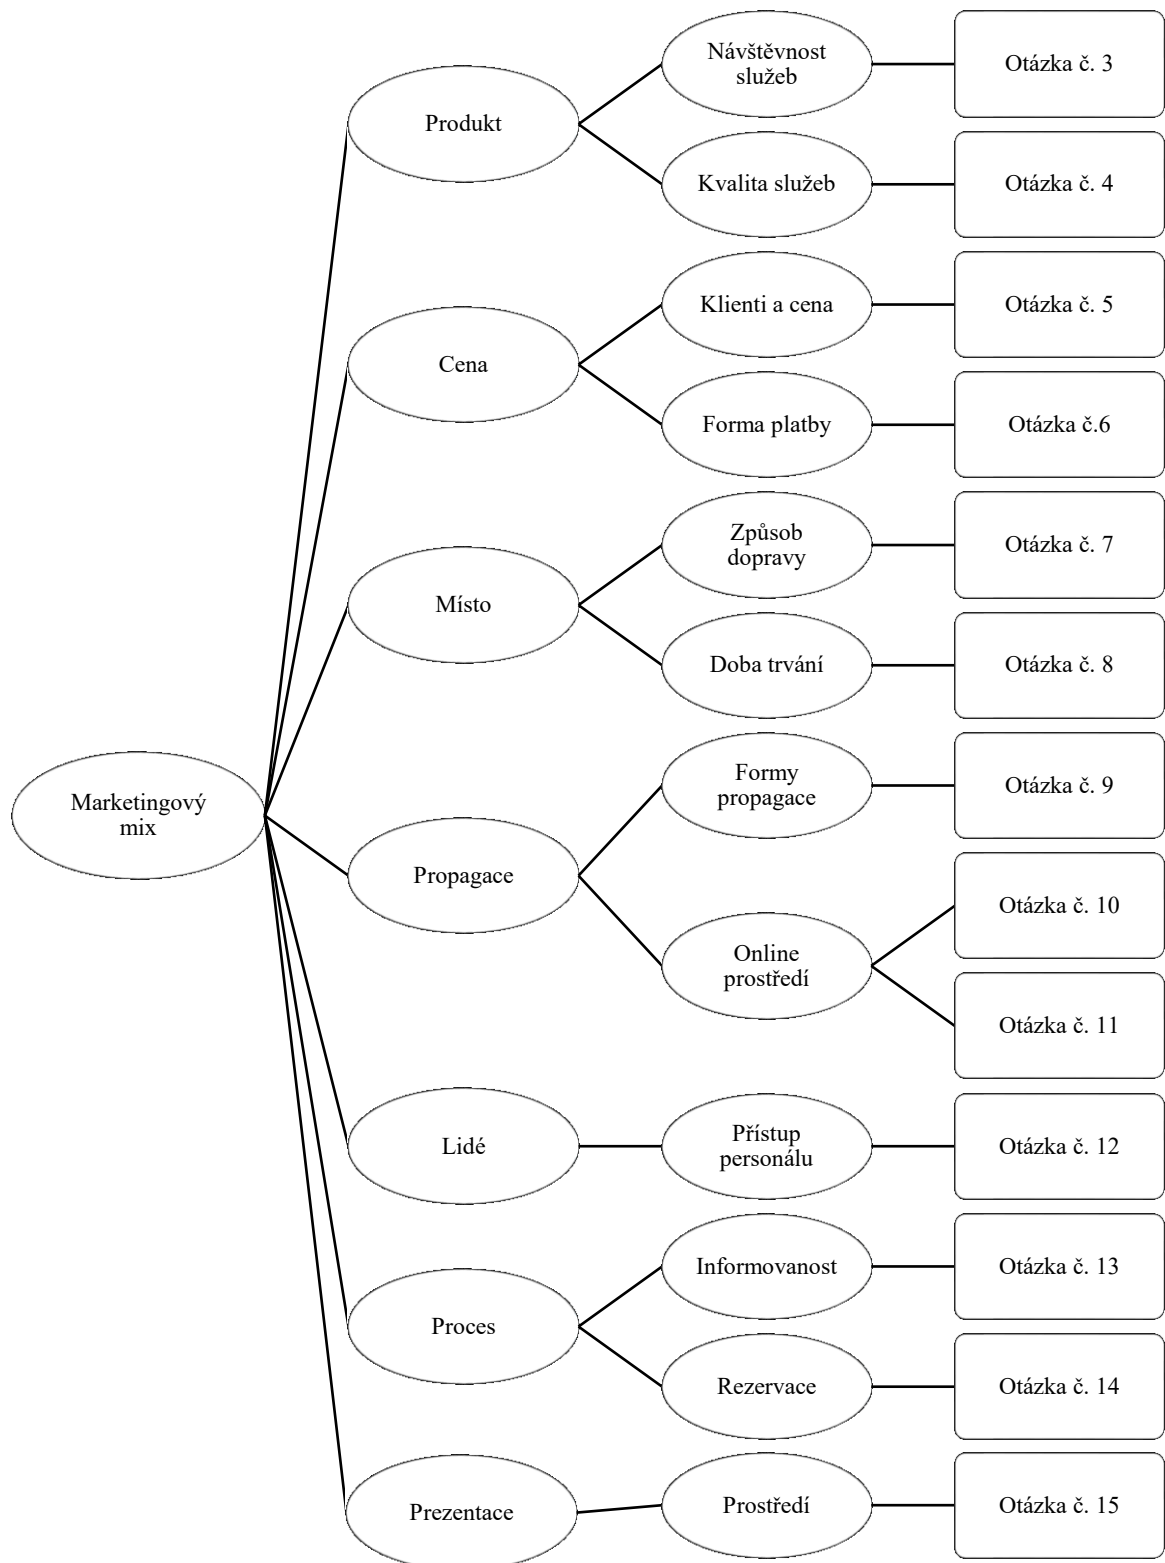 Návštěvnost
služeb
Otázka č. 3
Produkt
Kvalita služeb
Otázka č. 4
Klienti a cena
Otázka č. 5
Cena
Forma platby
Otázka č.6
Způsob
dopravy
Otázka č. 7
Místo
Doba trvání
Otázka č. 8
Formy
propagace
Otázka č. 9
Marketingový
mix
Propagace
Otázka č. 10
Online
prostředí
Otázka č. 11
Lidé
Přístup
personálu
Otázka č. 12
Informovanost
Otázka č. 13
Proces
Rezervace
Otázka č. 14
Prezentace
Prostředí
Otázka č. 15